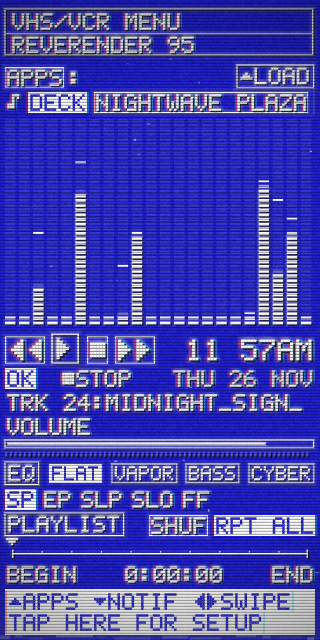 VHS/VCR MENU
REVERENDER 95
APPS: LOAD
DECK NIGHTWAVE PLAZA
11 57AM
OK STOP THU 26 NOV
TRK 24:MIDNIGHT_SIGN_
VOLUME
EQ FLAT VAPOR BASS CYBER
SP EP SLP SLO FF
PLAYLIST SHUF RPT ALL
BEGIN 0:00:00 END
APPS NOTIF SWIPE
TAP HERE FOR SETUP